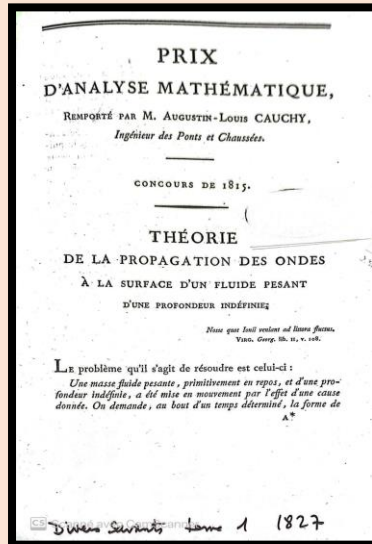 PRIX
D'ANALYSE MATHÉMATIQUE,
REMPORTÉ PAR M. AUGUSTIN-LOUIS CAUCHY,
Ingénieur des Ponts et Chaussées.
CONCOURS DE 1815.
THÉORIE
DE LA PROPAGATION DES ONDES
À LA SURFACE D'UN FLUIDE PESANT
D'UNE PROFONDEUR INDÉFINIE;
Nosse quot Ionii veniant ad littora fluctus.
VIRG. Georg. lib. II, v. 108.
LE problème qu'il s'agit de résoudre est celui-ci :
Une masse fluide pesante, primitivement en repos, et d'une pro-
fondeur indéfinie, a été mise en mouvement par l'effet d'une cause
donnée. On demande, au bout d'un temps déterminé, la forme de
A*
CS avec CamScanner
Divers Savants tome 1 1827